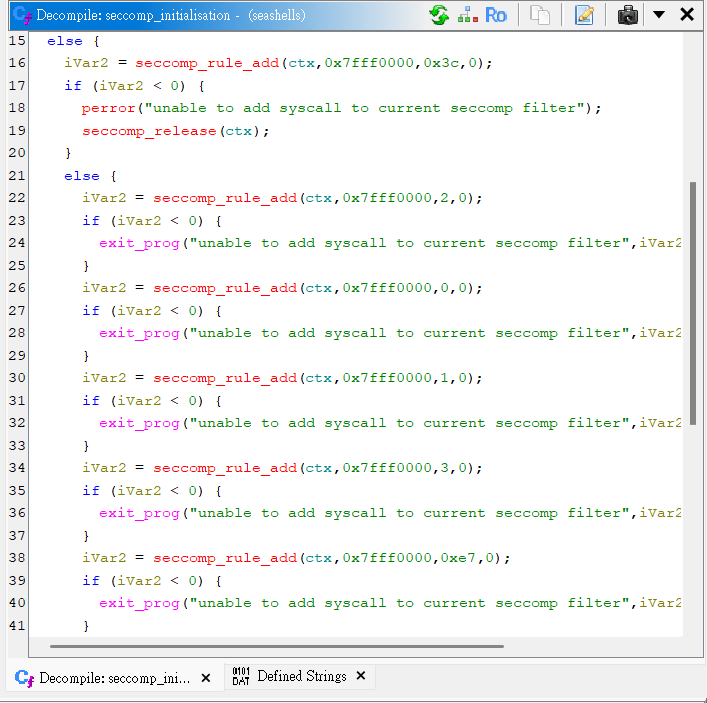 Decompile: seccomp_initialisation - (seashells)
Ro
15 else {
16 iVar2 = seccomp_rule_add(ctx,0x7fff0000,0x3c,0);
17 if (iVar2 < 0) {
18 perror("unable to add syscall to current seccomp filter");
19 seccomp_release(ctx);
20 }
21 else {
22 iVar2 = seccomp_rule_add(ctx,0x7fff0000,2,0);
23 if (iVar2 < 0) {
24 exit_prog("unable to add syscall to current seccomp filter",iVar2
25 }
26 iVar2 = seccomp_rule_add(ctx,0x7fff0000,0,0);
27 if (iVar2 < 0) {
28 exit_prog("unable to add syscall to current seccomp filter",iVar2
29 }
30 iVar2 = seccomp_rule_add(ctx,0x7fff0000,1,0);
31 if (iVar2 < 0) {
32 exit_prog("unable to add syscall to current seccomp filter",iVar2
33 }
34 iVar2 = seccomp_rule_add(ctx,0x7fff0000,3,0);
35 if (iVar2 < 0) {
36 exit_prog("unable to add syscall to current seccomp filter",iVar2
37 }
38 iVar2 = seccomp_rule_add(ctx,0x7fff0000,0xe7,0);
39 if (iVar2 < 0) {
40 exit_prog("unable to add syscall to current seccomp filter",iVar2
41 }
Decompile: seccomp_ini... 0101 DAT Defined Strings